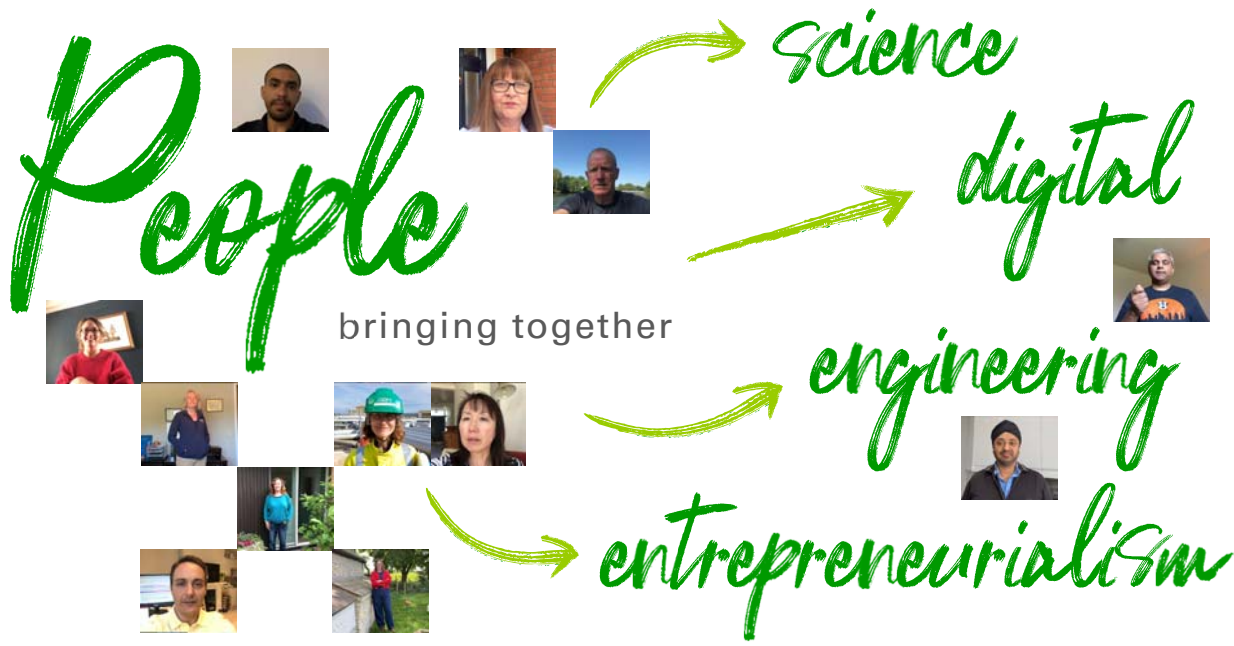 People
bringing together
science
digital
engineering
entrepreneurialism